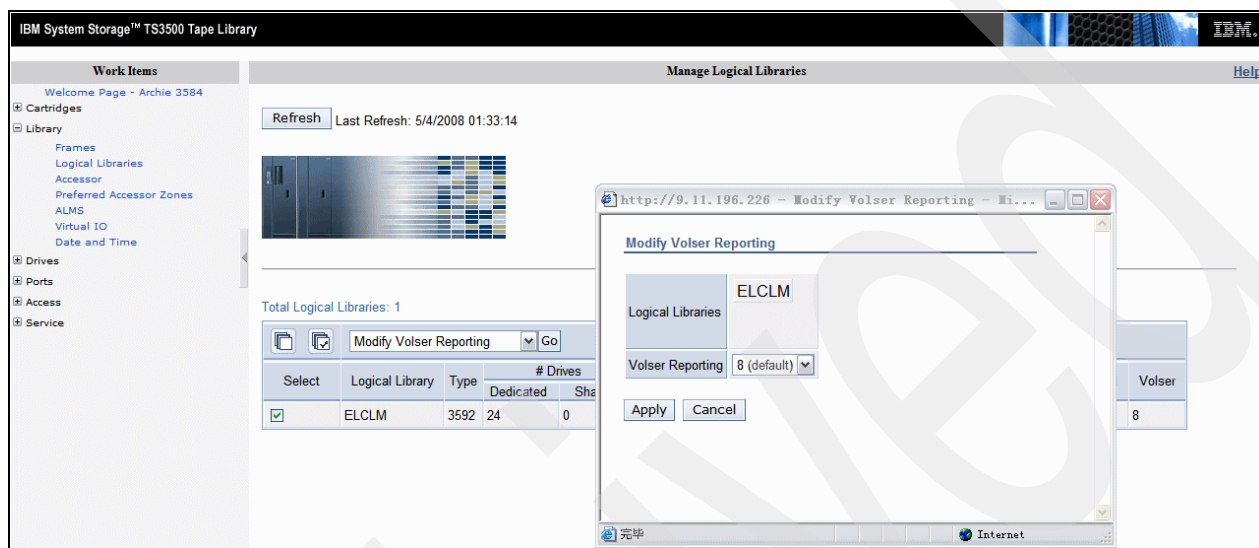 IBM System Storage™ TS3500 Tape Library
IBM.
Work Items
Manage Logical Libraries
Help
Welcome Page - Archie 3584
Cartridges
Library
Frames
Logical Libraries
Accessor
Preferred Accessor Zones
ALMS
Virtual IO
Date and Time
Drives
Ports
Access
Service
Refresh Last Refresh: 5/4/2008 01:33:14
Total Logical Libraries: 1
Modify Volser Reporting Go
Select Logical Library Type # Drives Volser
Dedicated Sha
ELCLM 3592 24 0 8
http://9.11.196.226 - Modify Volser Reporting - Mi...
Modify Volser Reporting
Logical Libraries ELCLM
Volser Reporting 8 (default)
Apply Cancel
完毕 Internet